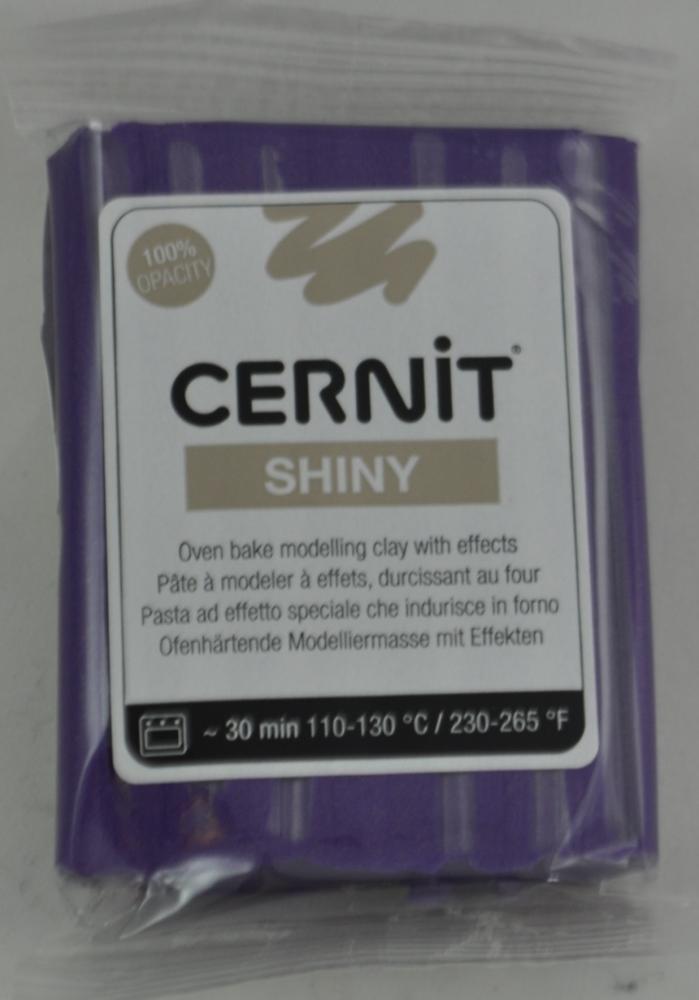 100%
OPACITY
CERNiT®
SHINY
Oven bake modelling clay with effects
Pâte à modeler à effets, durcissant au four
Pasta ad effetto speciale che indurisce in forno
Ofenhärtende Modelliermasse mit Effekten
~ 30 min 110-130 °C / 230-265 °F